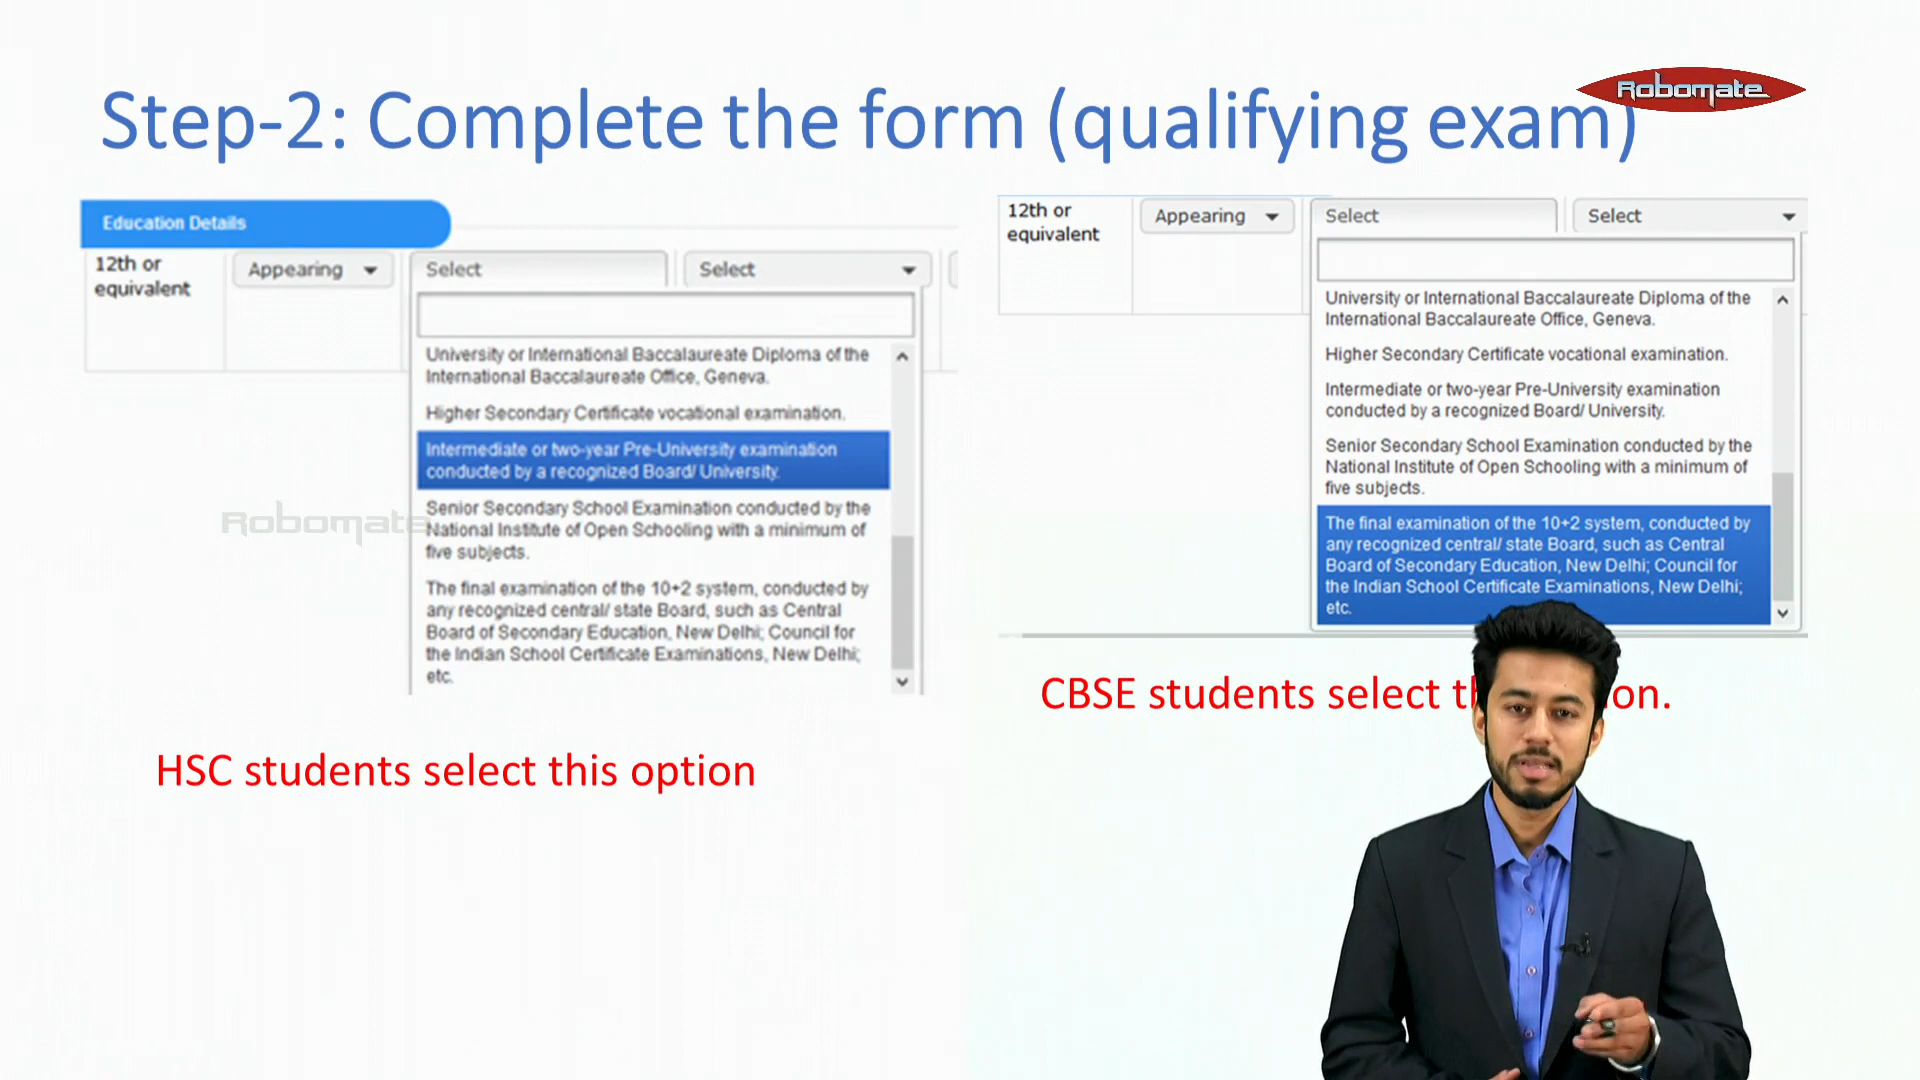 Robomate
Step-2: Complete the form (qualifying exam)
Education Details
12th or
equivalent
Appearing
Select
Select
University or International Baccalaureate Diploma of the
International Baccalaureate Office, Geneva.
Higher Secondary Certificate vocational examination.
Intermediate or two-year Pre-University examination
conducted by a recognized Board/ University.
Senior Secondary School Examination conducted by the
National Institute of Open Schooling with a minimum of
five subjects.
The final examination of the 10+2 system, conducted by
any recognized central/ state Board, such as Central
Board of Secondary Education, New Delhi; Council for
the Indian School Certificate Examinations, New Delhi;
etc.
Robomate
HSC students select this option
12th or
equivalent
Appearing
Select
Select
University or International Baccalaureate Diploma of the
International Baccalaureate Office, Geneva.
Higher Secondary Certificate vocational examination.
Intermediate or two-year Pre-University examination
conducted by a recognized Board/ University.
Senior Secondary School Examination conducted by the
National Institute of Open Schooling with a minimum of
five subjects.
The final examination of the 10+2 system, conducted by
any recognized central/ state Board, such as Central
Board of Secondary Education, New Delhi; Council for
the Indian School Certificate Examinations, New Delhi;
etc.
CBSE students select